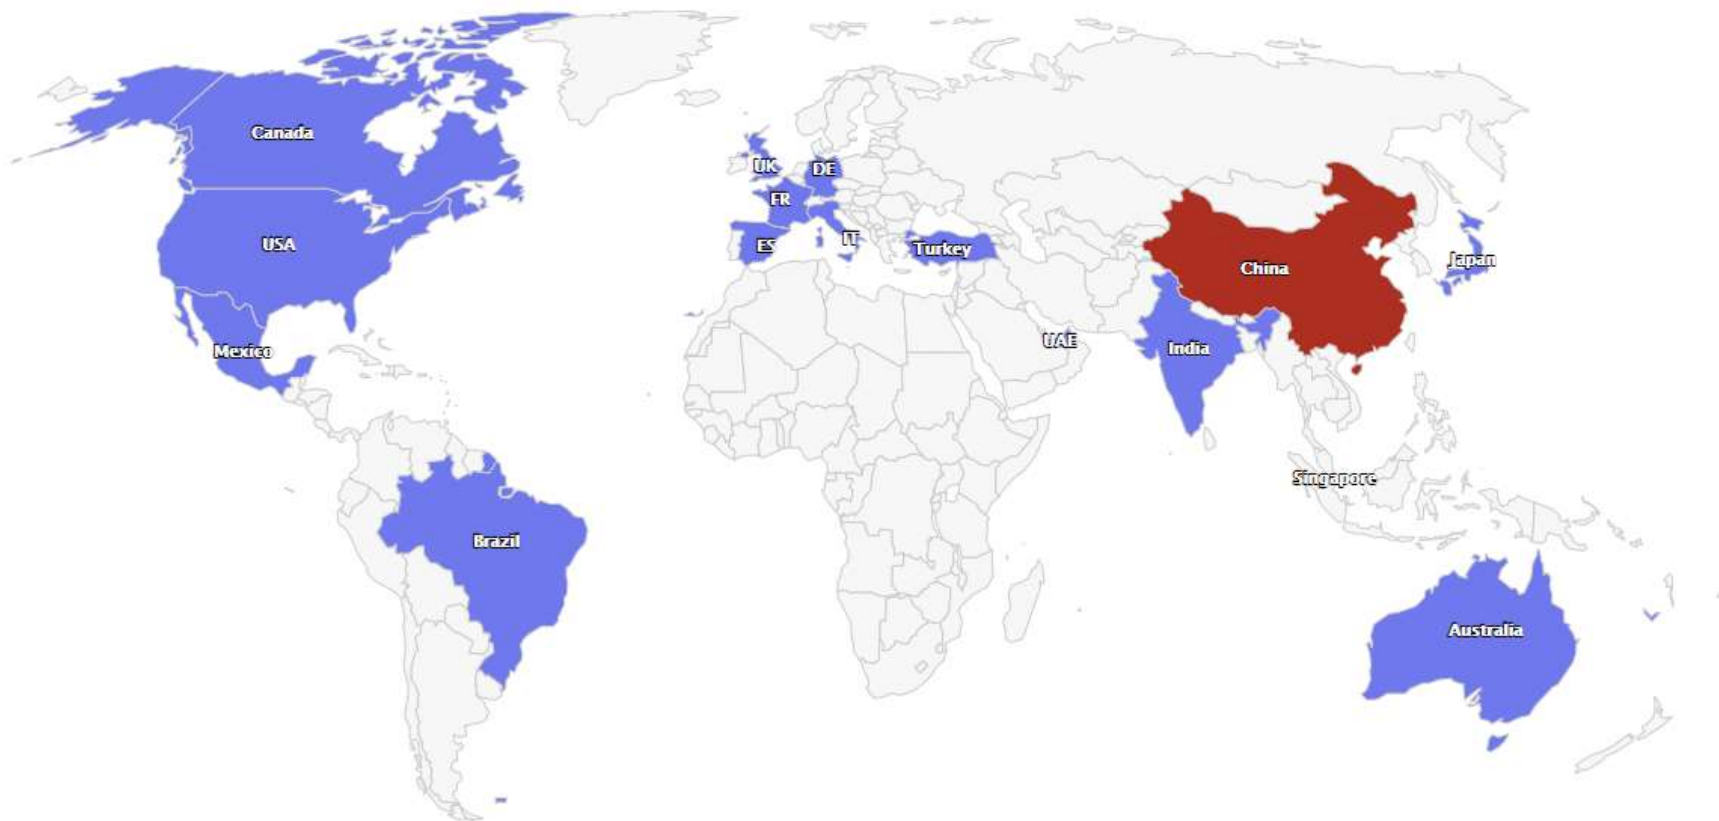 Canada
UK
DE
FR
USA
ES
IT
Turkey
China
Japan
Mexico
UAE
India
Singapore
Brazil
Australia